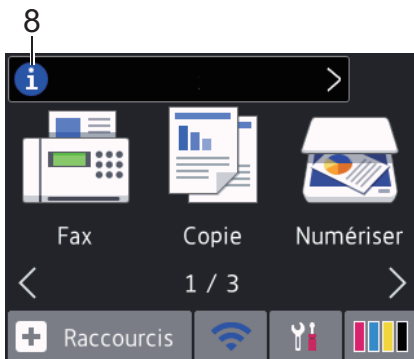 8
i
Fax Copie Numériser
1 / 3
Raccourcis